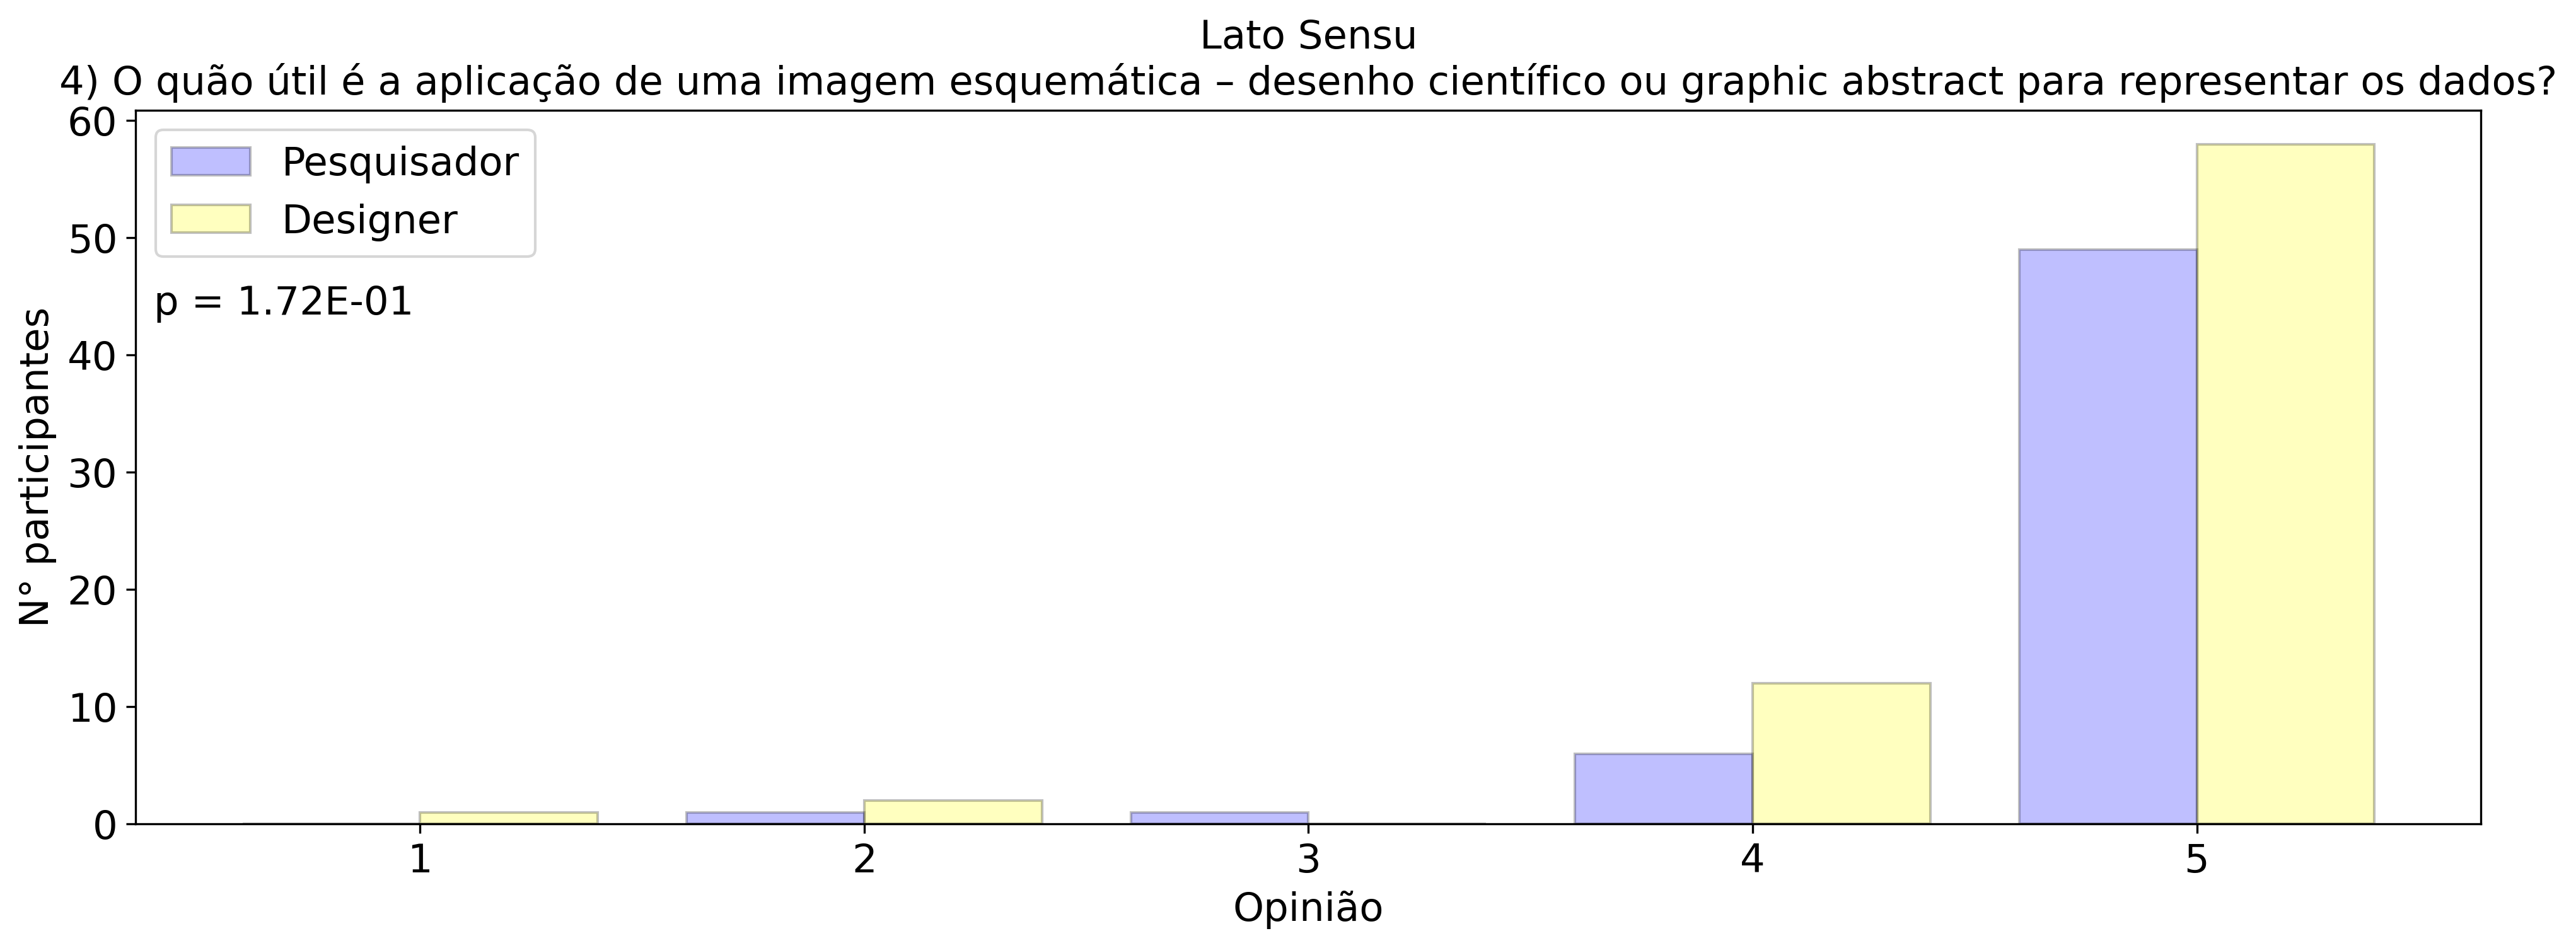 Lato Sensu
4) O quão útil é a aplicação de uma imagem esquemática – desenho científico ou graphic abstract para representar os dados?
60
50
40
30
20
10
0
N° participantes
Pesquisador
Designer
p = 1.72E-01
1 2 3 4 5
Opinião